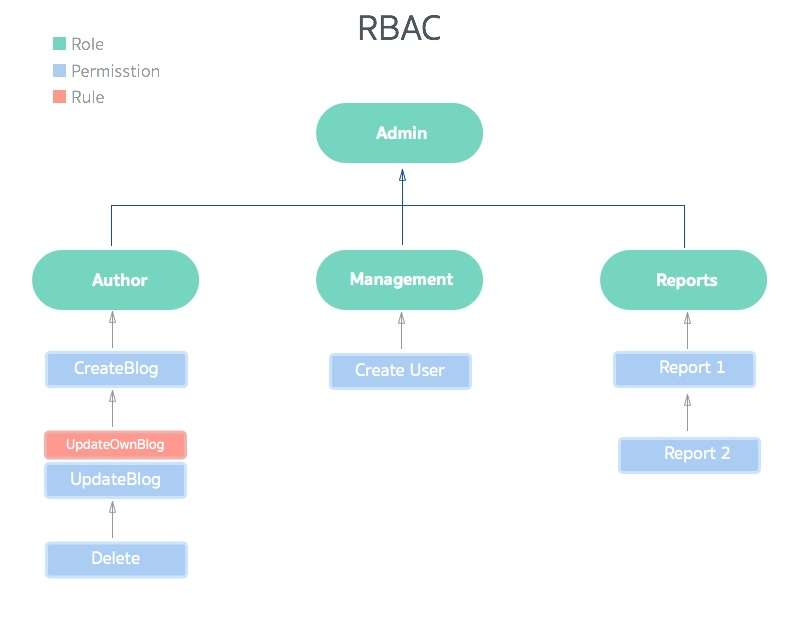 RBAC
Role
Permisstion
Rule
Admin
Author
Management
Reports
CreateBlog
Create User
Report 1
UpdateOwnBlog
UpdateBlog
Report 2
Delete